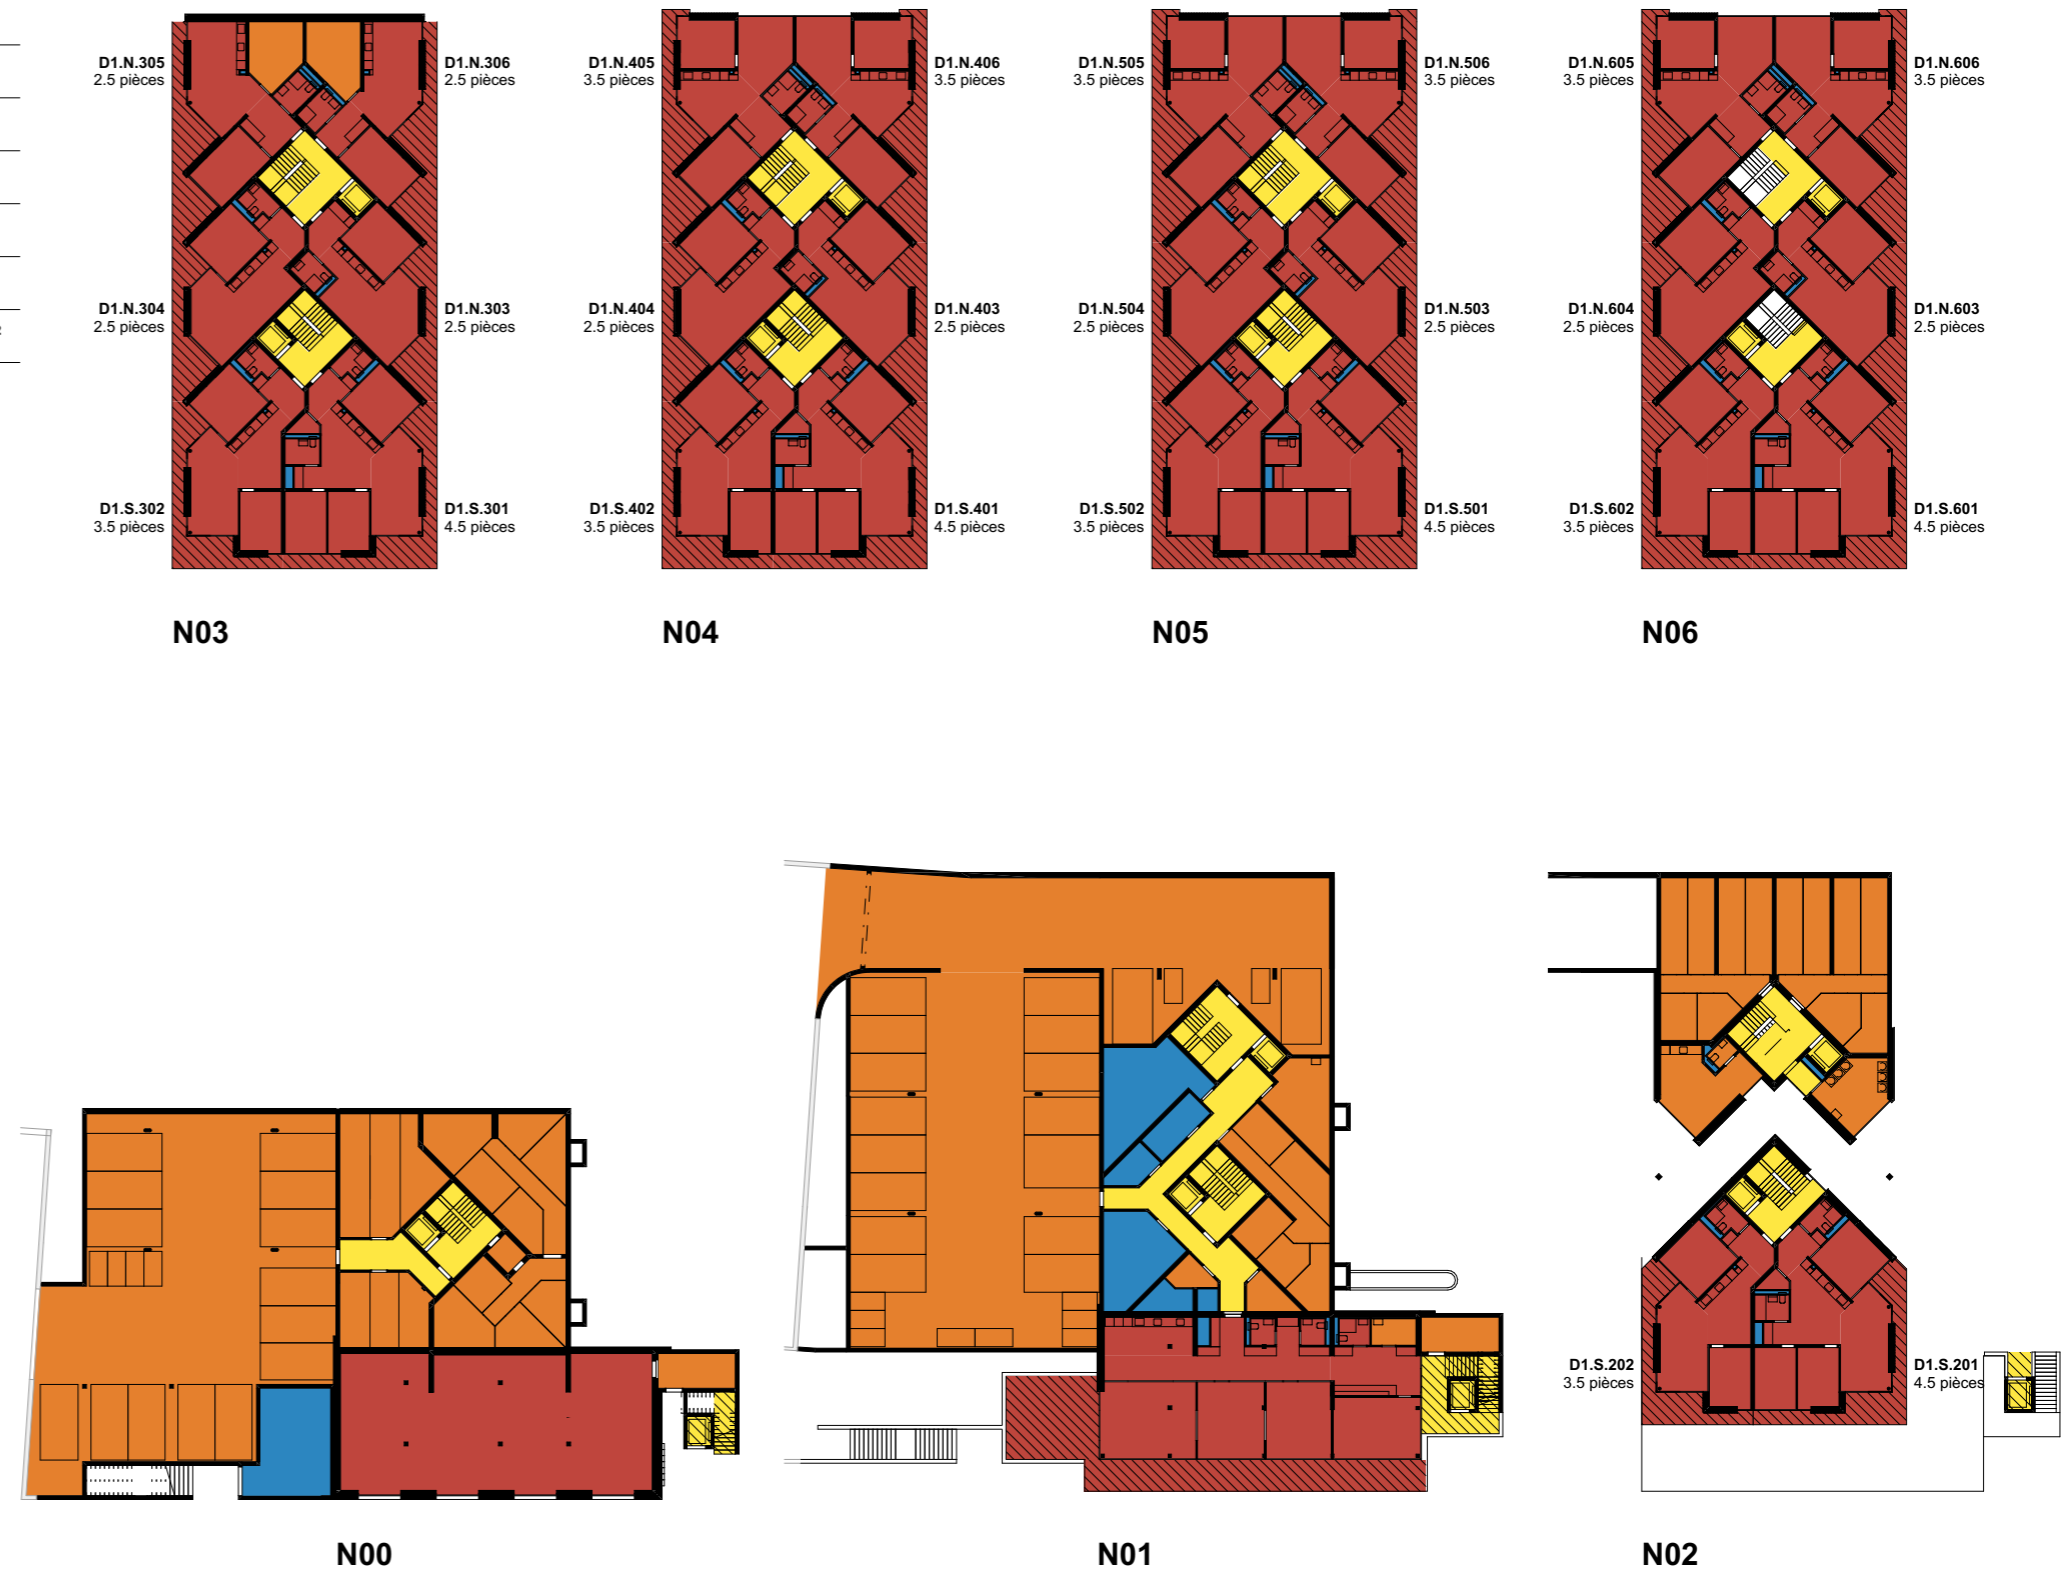 D1.N.305
2.5 pièces
D1.N.306
2.5 pièces
D1.N.304
2.5 pièces
D1.N.303
2.5 pièces
D1.S.302
3.5 pièces
D1.S.301
4.5 pièces
N03
D1.N.405
3.5 pièces
D1.N.406
3.5 pièces
D1.N.404
2.5 pièces
D1.N.403
2.5 pièces
D1.S.402
3.5 pièces
D1.S.401
4.5 pièces
N04
D1.N.505
3.5 pièces
D1.N.506
3.5 pièces
D1.N.504
2.5 pièces
D1.N.503
2.5 pièces
D1.S.502
3.5 pièces
D1.S.501
4.5 pièces
N05
D1.N.605
3.5 pièces
D1.N.606
3.5 pièces
D1.N.604
2.5 pièces
D1.N.603
2.5 pièces
D1.S.602
3.5 pièces
D1.S.601
4.5 pièces
N06
N00
N01
D1.S.202
3.5 pièces
D1.S.201
4.5 pièces
N02